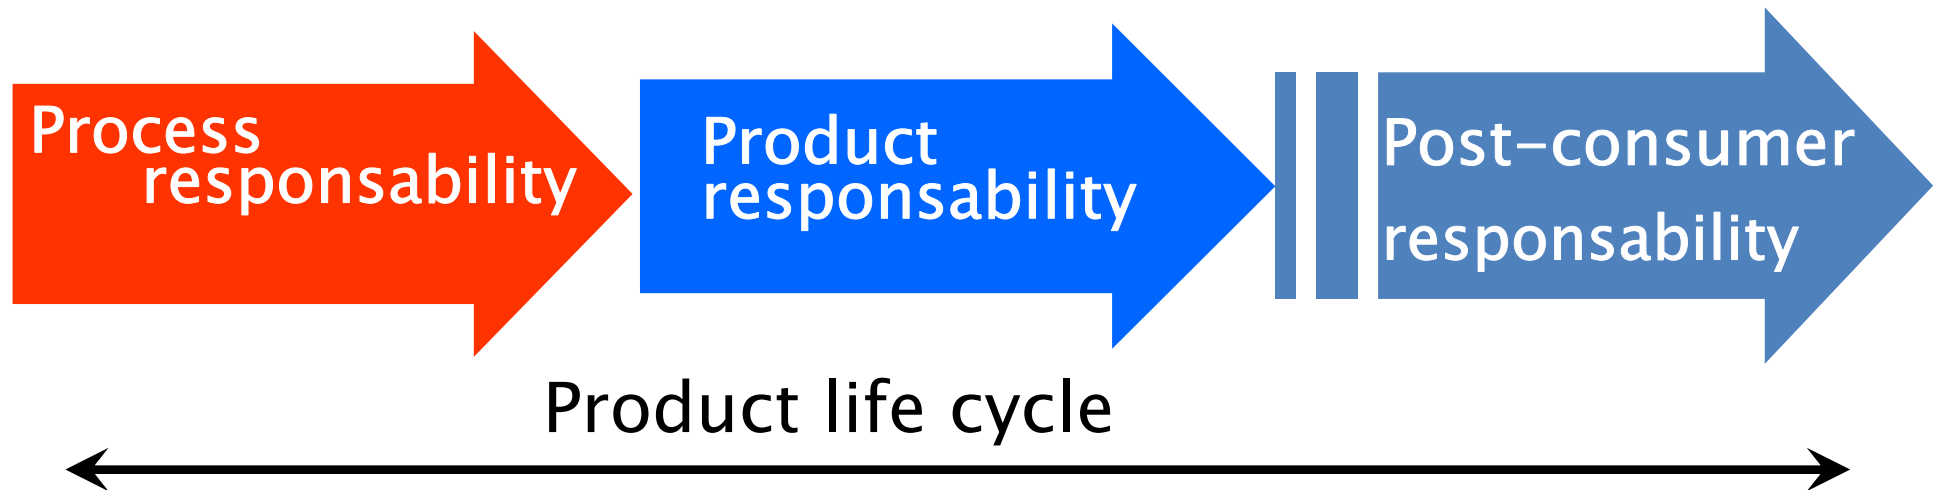 Process
responsability
Product
responsability
Post-consumer
responsability
Product life cycle